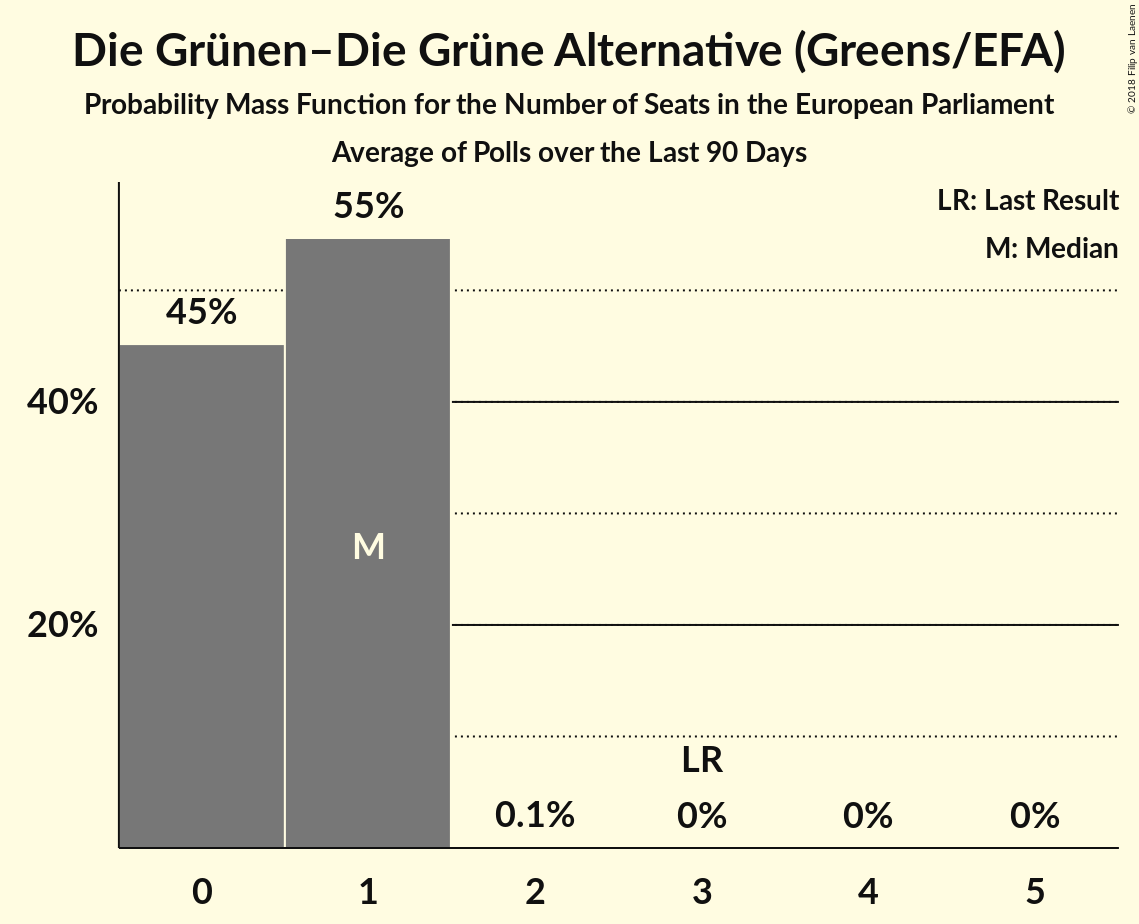 Die Grünen–Die Grüne Alternative (Greens/EFA)
Probability Mass Function for the Number of Seats in the European Parliament
Average of Polls over the Last 90 Days
© 2018 Filip van Laenen
LR: Last Result
M: Median
55%
45%
40%
M
20%
LR
0.1% 0% 0% 0%
0 1 2 3 4 5